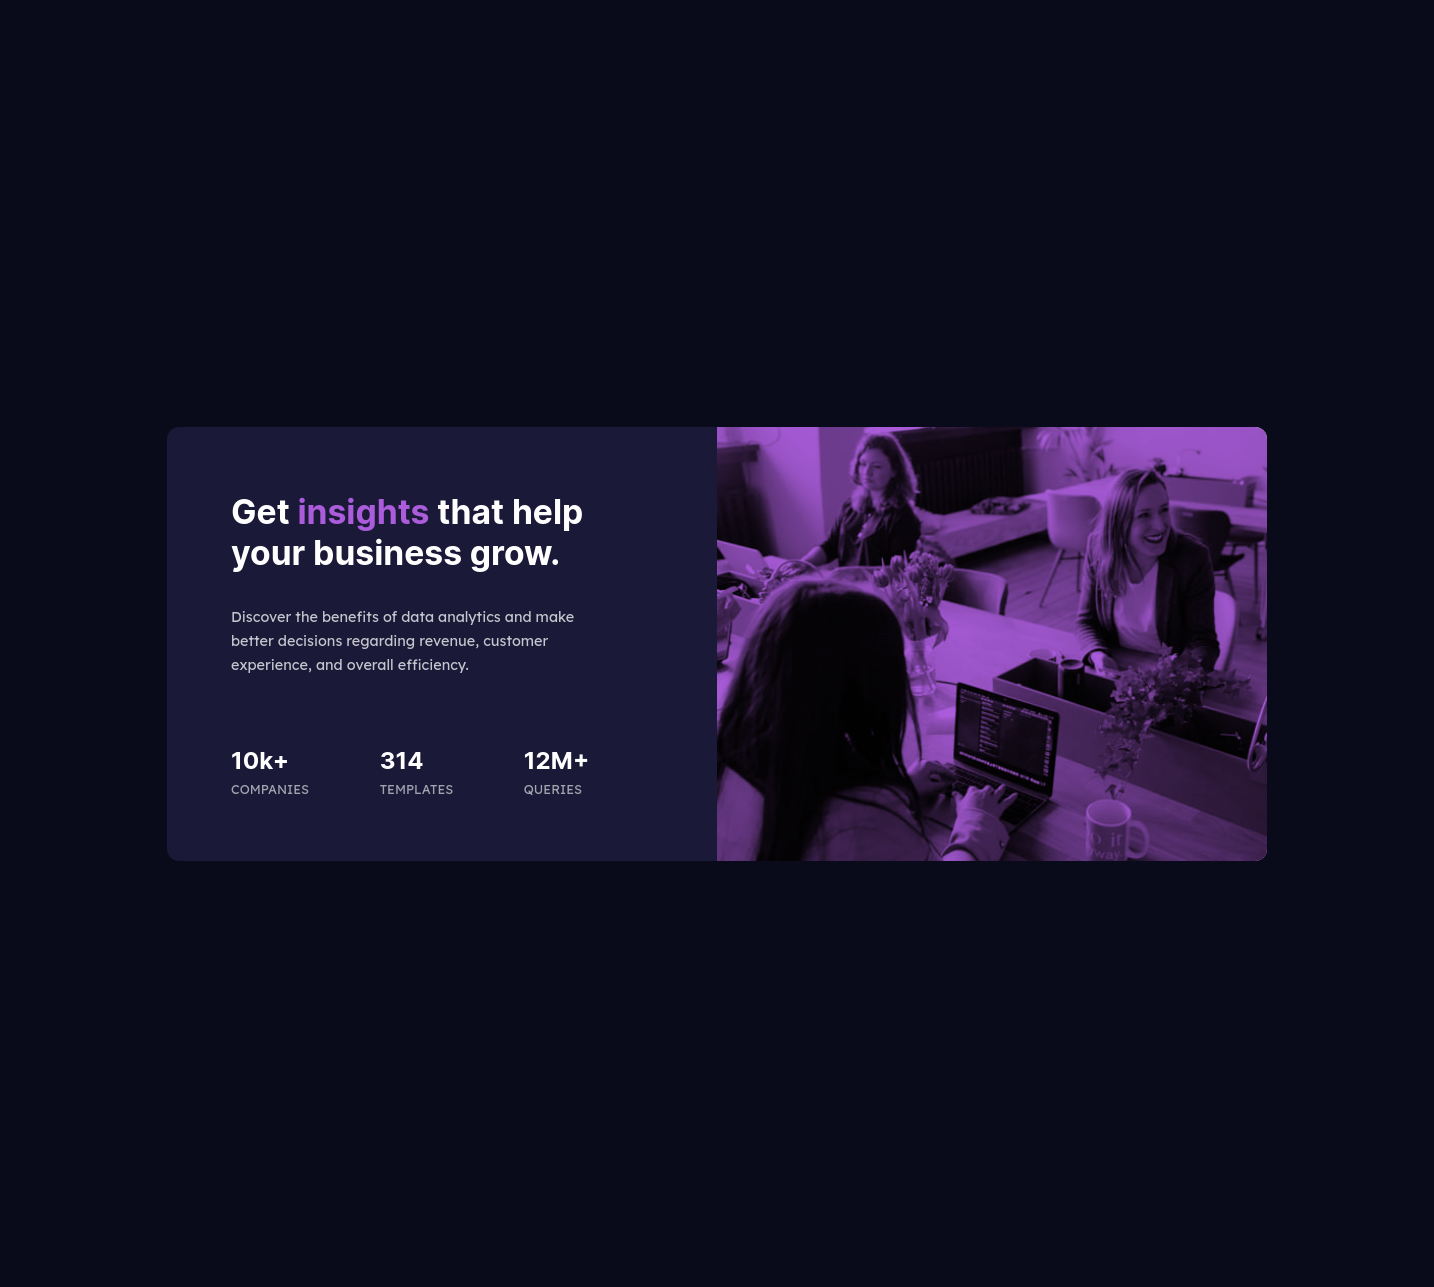 Get insights that help
your business grow.
Discover the benefits of data analytics and make
better decisions regarding revenue, customer
experience, and overall efficiency.
10k+ 314 12M+
COMPANIES TEMPLATES QUERIES